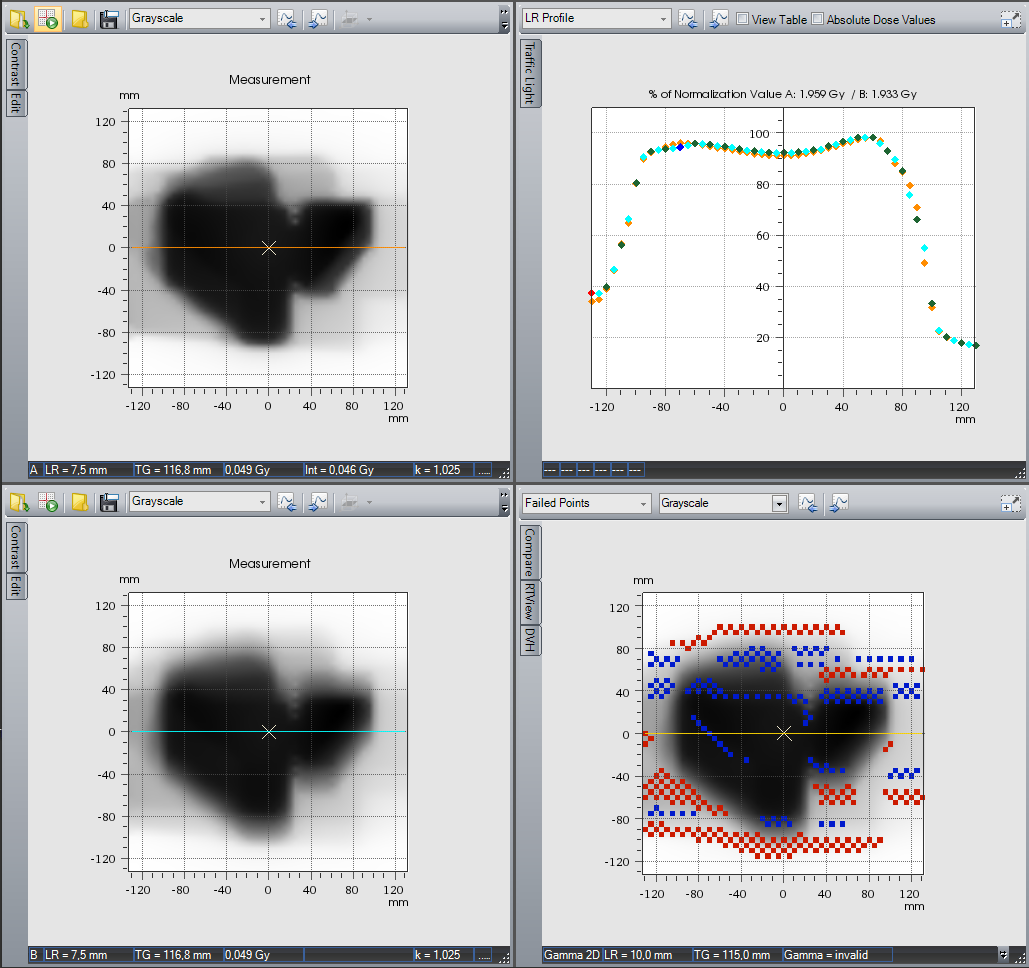 Grayscale
Contrast
Edit
Measurement
mm
120
80
40
0
-40
-80
-120
-120 -80 -40 0 40 80 120
mm
A LR = 7,5 mm TG = 116,8 mm 0,049 Gy Int = 0,046 Gy k = 1,025 .....
LR Profile View Table Absolute Dose Values
Traffic Light
% of Normalization Value A: 1.959 Gy / B: 1.933 Gy
100
80
60
40
20
-120 -80 -40 0 40 80 120
mm
--- --- --- --- --- ---
Grayscale
Contrast
Edit
Measurement
mm
120
80
40
0
-40
-80
-120
-120 -80 -40 0 40 80 120
mm
B LR = 7,5 mm TG = 116,8 mm 0,049 Gy k = 1,025 .....
Failed Points Grayscale
Compare
RTView
DVH
mm
120
80
40
0
-40
-80
-120
-120 -80 -40 0 40 80 120
mm
Gamma 2D LR = 10,0 mm TG = 115,0 mm Gamma = invalid